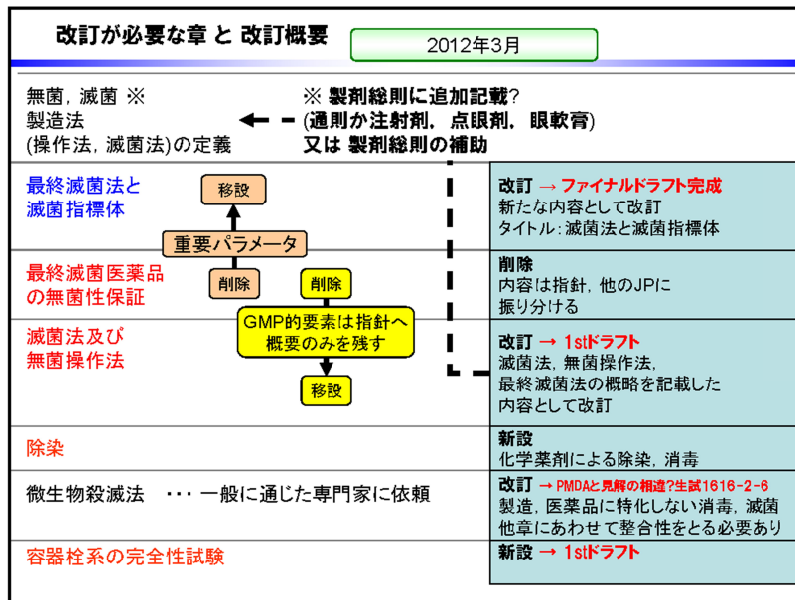 改訂が必要な章 と 改訂概要
2012年3月
無菌, 滅菌 ※
製造法
(操作法, 滅菌法)の定義
※ 製剤総則に追加記載?
(通則か注射剤, 点眼剤, 眼軟膏)
又は 製剤総則の補助
最終滅菌法と
滅菌指標体
移設
重要パラメータ
改訂 → ファイナルドラフト完成
新たな内容として改訂
タイトル:滅菌法と滅菌指標体
最終滅菌医薬品
の無菌性保証
削除
削除
GMP的要素は指針へ
概要のみを残す
移設
削除
内容は指針, 他のJPに
振り分ける
滅菌法及び
無菌操作法
改訂 → 1stドラフト
滅菌法, 無菌操作法,
最終滅菌法の概略を記載した
内容として改訂
除染
新設
化学薬剤による除染, 消毒
微生物殺滅法 ・・・ 一般に通じた専門家に依頼
改訂 → PMDAと見解の相違?生試1616-2-6
製造, 医薬品に特化しない消毒, 滅菌
他章にあわせて整合性をとる必要あり
容器栓系の完全性試験
新設 → 1stドラフト